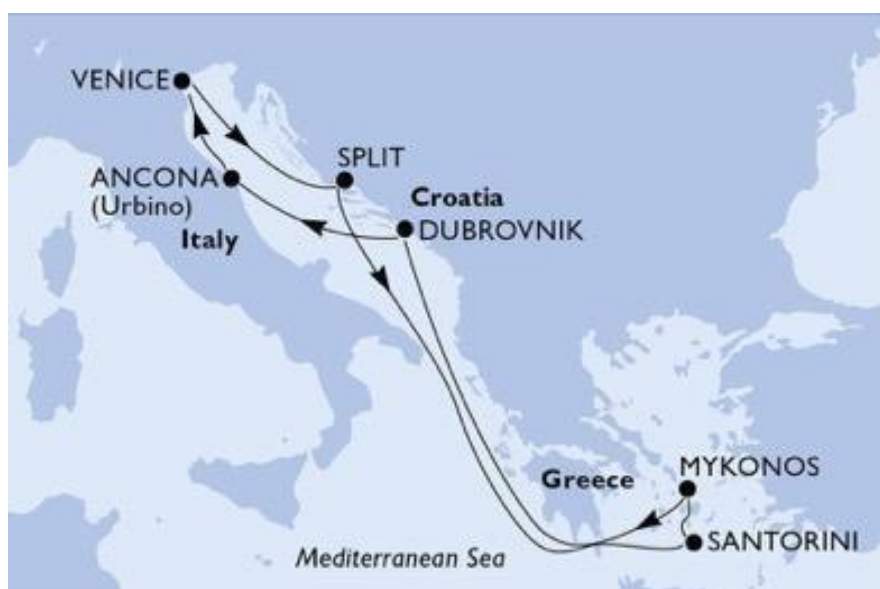 VENICE
SPLIT
ANCONA
(Urbino)
Croatia
DUBROVNIK
Italy
MYKONOS
Greece
SANTORINI
Mediterranean Sea